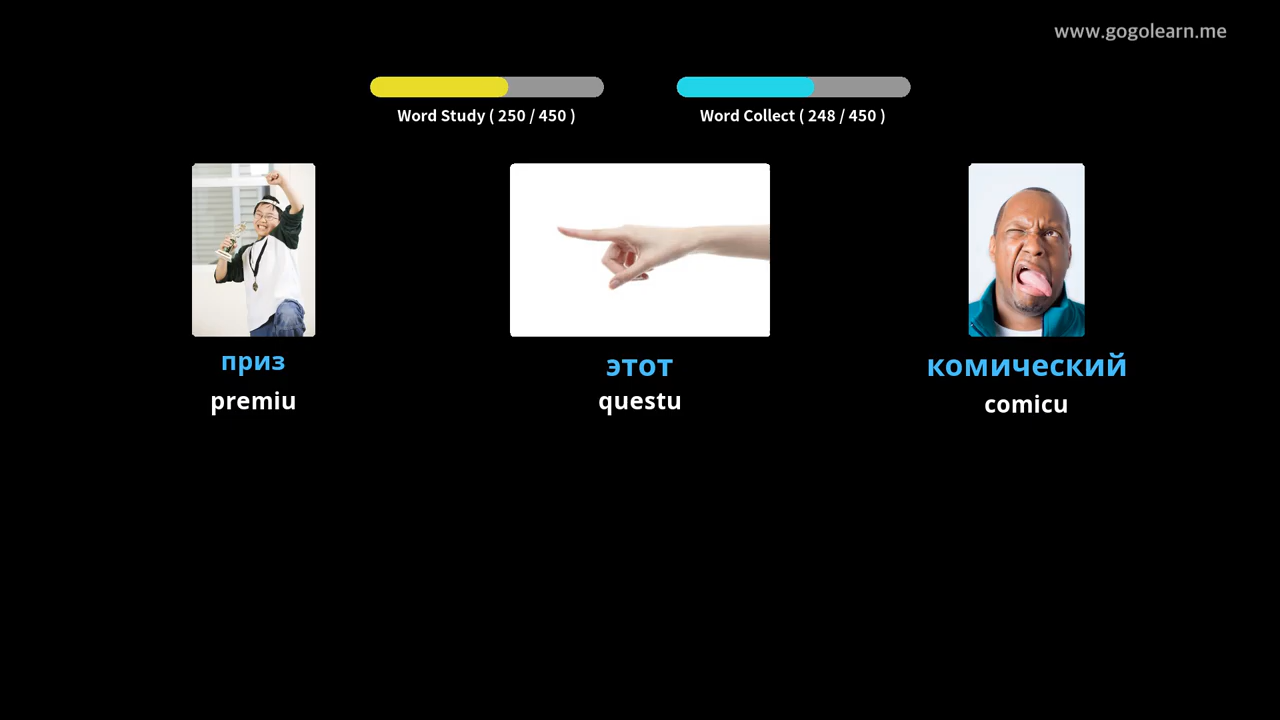 www.gogolearn.me
Word Study ( 250 / 450 )
Word Collect ( 248 / 450 )
приз
этот
комический
premiu
questu
comicu